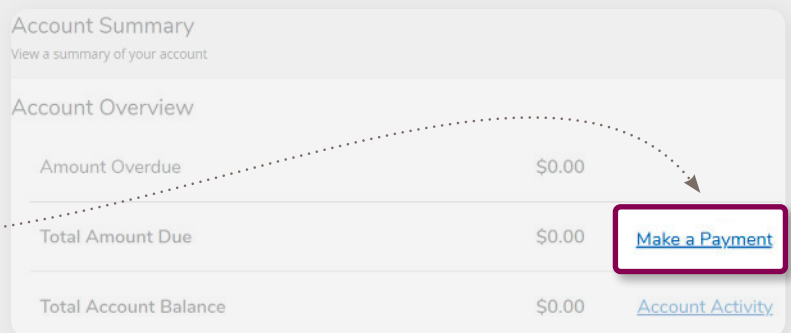 Account Summary
View a summary of your account
Account Overview
Amount Overdue $0.00
Total Amount Due $0.00 Make a Payment
Total Account Balance $0.00 Account Activity